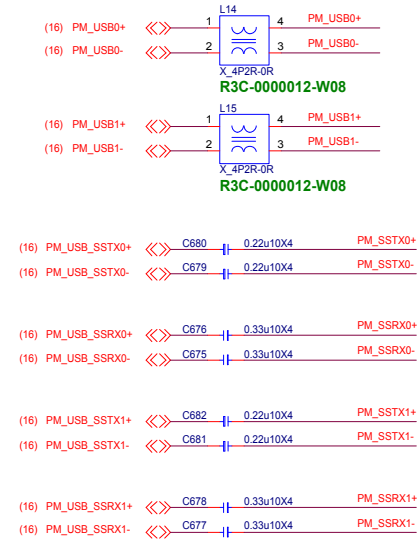 L14
(16) PM_USB0+ 1 4 PM_USB0+
(16) PM_USB0- 2 3 PM_USB0-
X_4P2R-0R
R3C-0000012-W08
L15
(16) PM_USB1+ 1 4 PM_USB1+
(16) PM_USB1- 2 3 PM_USB1-
X_4P2R-0R
R3C-0000012-W08
(16) PM_USB_SSTX0+ C680 0.22u10X4 PM_SSTX0+
(16) PM_USB_SSTX0- C679 0.22u10X4 PM_SSTX0-
(16) PM_USB_SSRX0+ C676 0.33u10X4 PM_SSRX0+
(16) PM_USB_SSRX0- C675 0.33u10X4 PM_SSRX0-
(16) PM_USB_SSTX1+ C682 0.22u10X4 PM_SSTX1+
(16) PM_USB_SSTX1- C681 0.22u10X4 PM_SSTX1-
(16) PM_USB_SSRX1+ C678 0.33u10X4 PM_SSRX1+
(16) PM_USB_SSRX1- C677 0.33u10X4 PM_SSRX1-